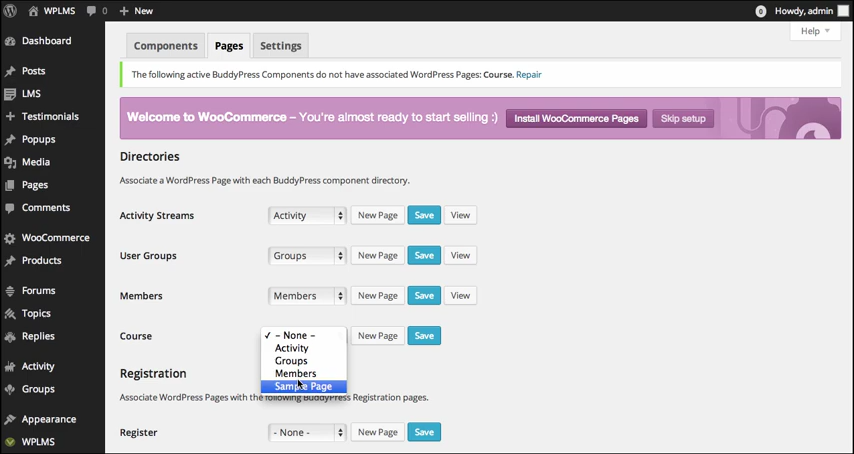 WPLMS 0 + New 0 Howdy, admin
Help
Dashboard
Posts
LMS
Testimonials
Popups
Media
Pages
Comments
WooCommerce
Products
Forums
Topics
Replies
Activity
Groups
Appearance
WPLMS
Components Pages Settings
The following active BuddyPress Components do not have associated WordPress Pages: Course. Repair
Welcome to WooCommerce – You're almost ready to start selling :) Install WooCommerce Pages Skip setup
Directories
Associate a WordPress Page with each BuddyPress component directory.
Activity Streams Activity New Page Save View
User Groups Groups New Page Save View
Members Members New Page Save View
Course ✓ – None – New Page Save
Activity
Groups
Members
Sample Page
Registration
Associate WordPress Pages with the following BuddyPress Registration pages.
Register - None - New Page Save